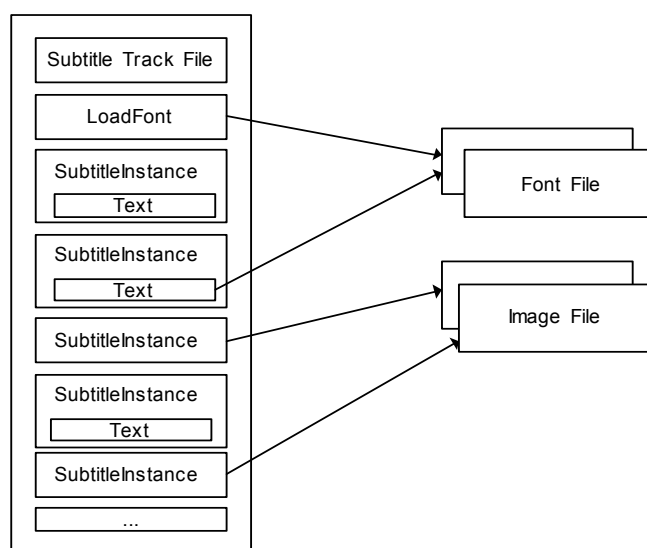 Subtitle Track File
LoadFont
SubtitleInstance
Text
SubtitleInstance
Text
SubtitleInstance
SubtitleInstance
Text
SubtitleInstance
...
Font File
Image File